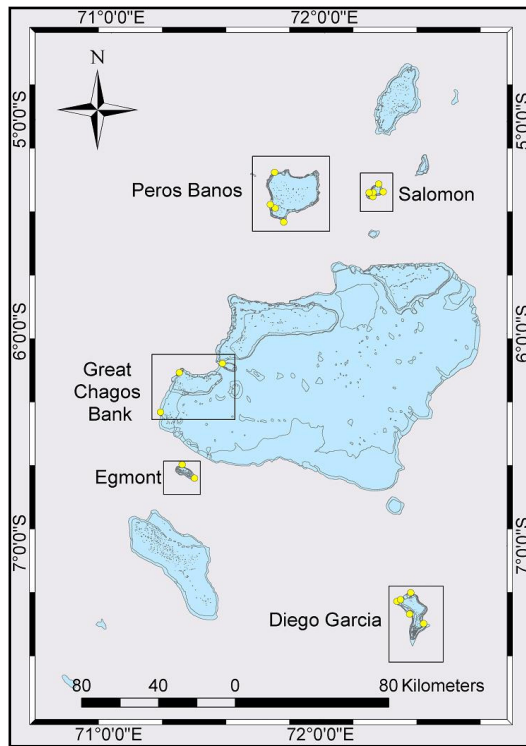 71°0'0"E 72°0'0"E
N
5°0'0"S 5°0'0"S
Peros Banos
Salomon
6°0'0"S 6°0'0"S
Great
Chagos
Bank
Egmont
7°0'0"S 7°0'0"S
Diego Garcia
80 40 0 80 Kilometers
71°0'0"E 72°0'0"E